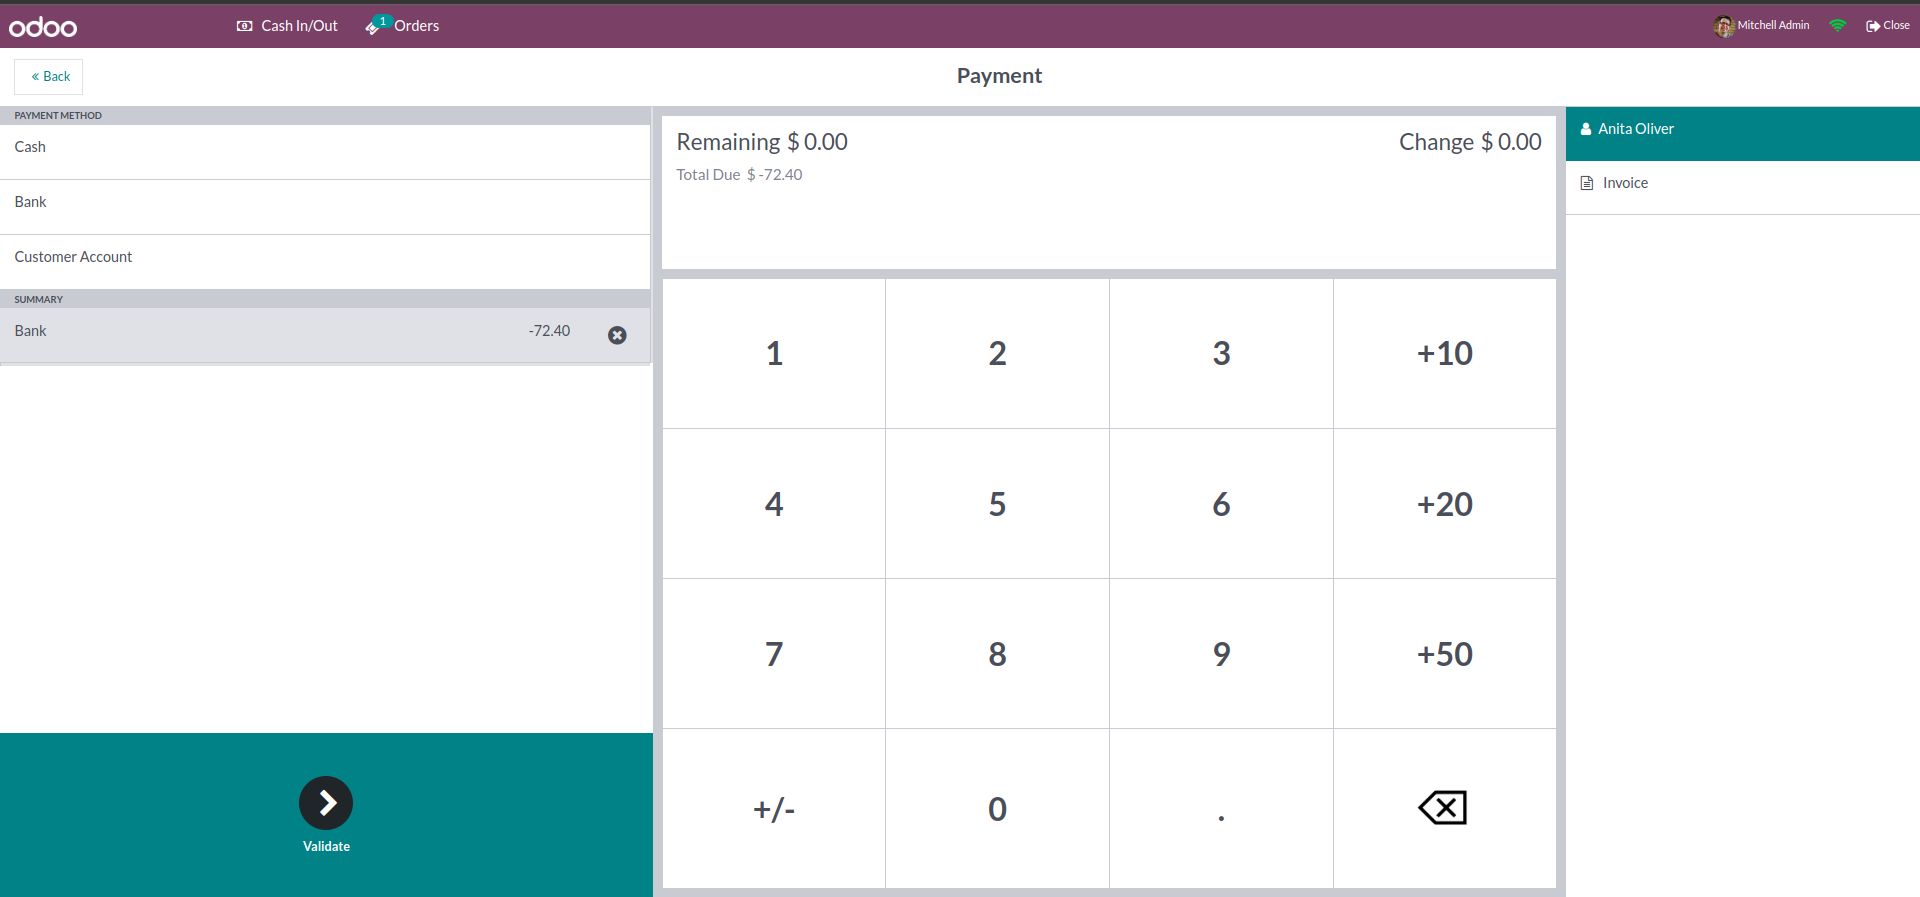 odoo
Cash In/Out
1
Orders
Mitchell Admin
Close
« Back
Payment
PAYMENT METHOD
Cash
Bank
Customer Account
SUMMARY
Bank -72.40
Validate
Remaining $ 0.00
Change $ 0.00
Total Due $ -72.40
1 2 3 +10
4 5 6 +20
7 8 9 +50
+/- 0 .
Anita Oliver
Invoice